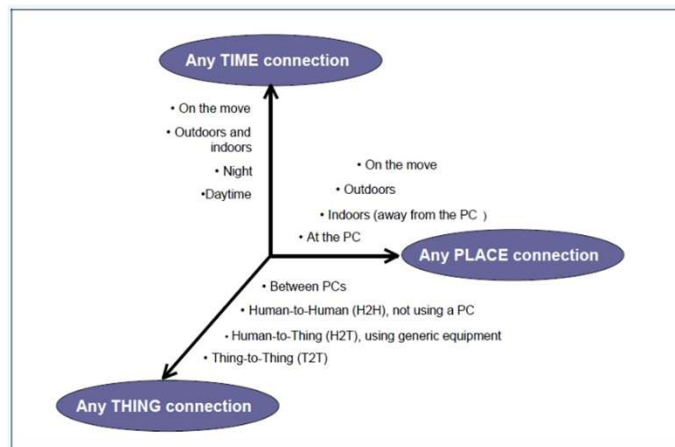 Any TIME connection
• On the move
• Outdoors and
indoors
• Night
•Daytime
• On the move
• Outdoors
• Indoors (away from the PC )
• At the PC
Any PLACE connection
• Between PCs
• Human-to-Human (H2H), not using a PC
• Human-to-Thing (H2T), using generic equipment
• Thing-to-Thing (T2T)
Any THING connection